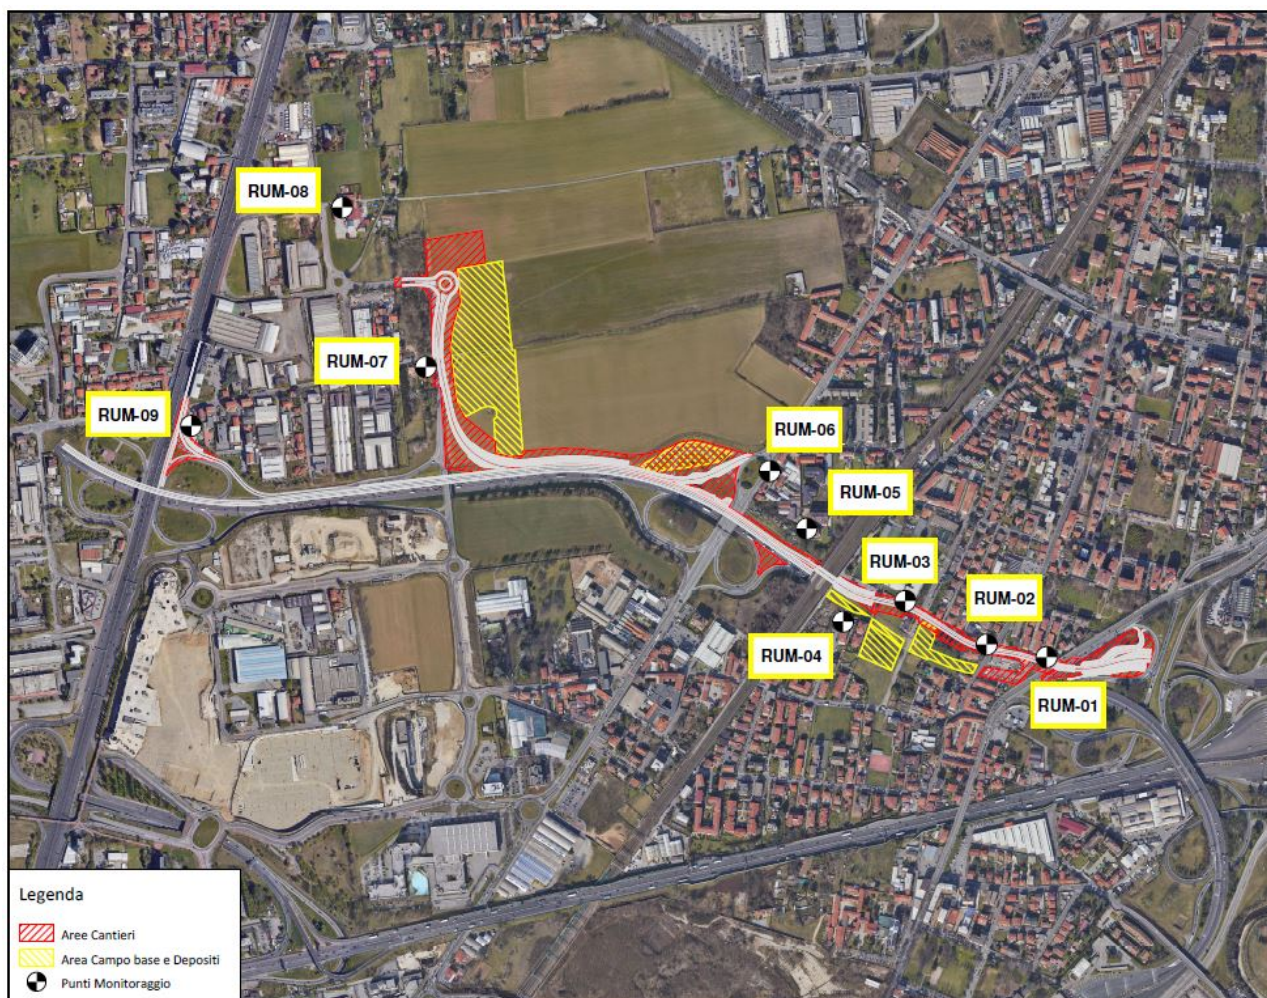 RUM-08
RUM-07
RUM-09
RUM-06
RUM-05
RUM-03
RUM-02
RUM-04
RUM-01
Legenda
Aree Cantieri
Area Campo base e Depositi
Punti Monitoraggio